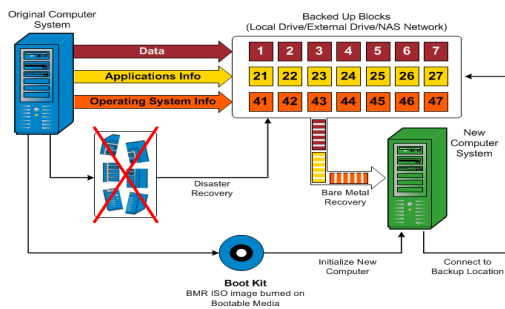 Original Computer
System
Backed Up Blocks
(Local Drive/External Drive/NAS Network)
Data
1 2 3 4 5 6 7
Applications Info
21 22 23 24 25 26 27
Operating System Info
41 42 43 44 45 46 47
New
Computer
System
Disaster
Recovery
Bare Metal
Recovery
Initialize New
Computer
Connect to
Backup Location
Boot Kit
BMR ISO image burned on
Bootable Media